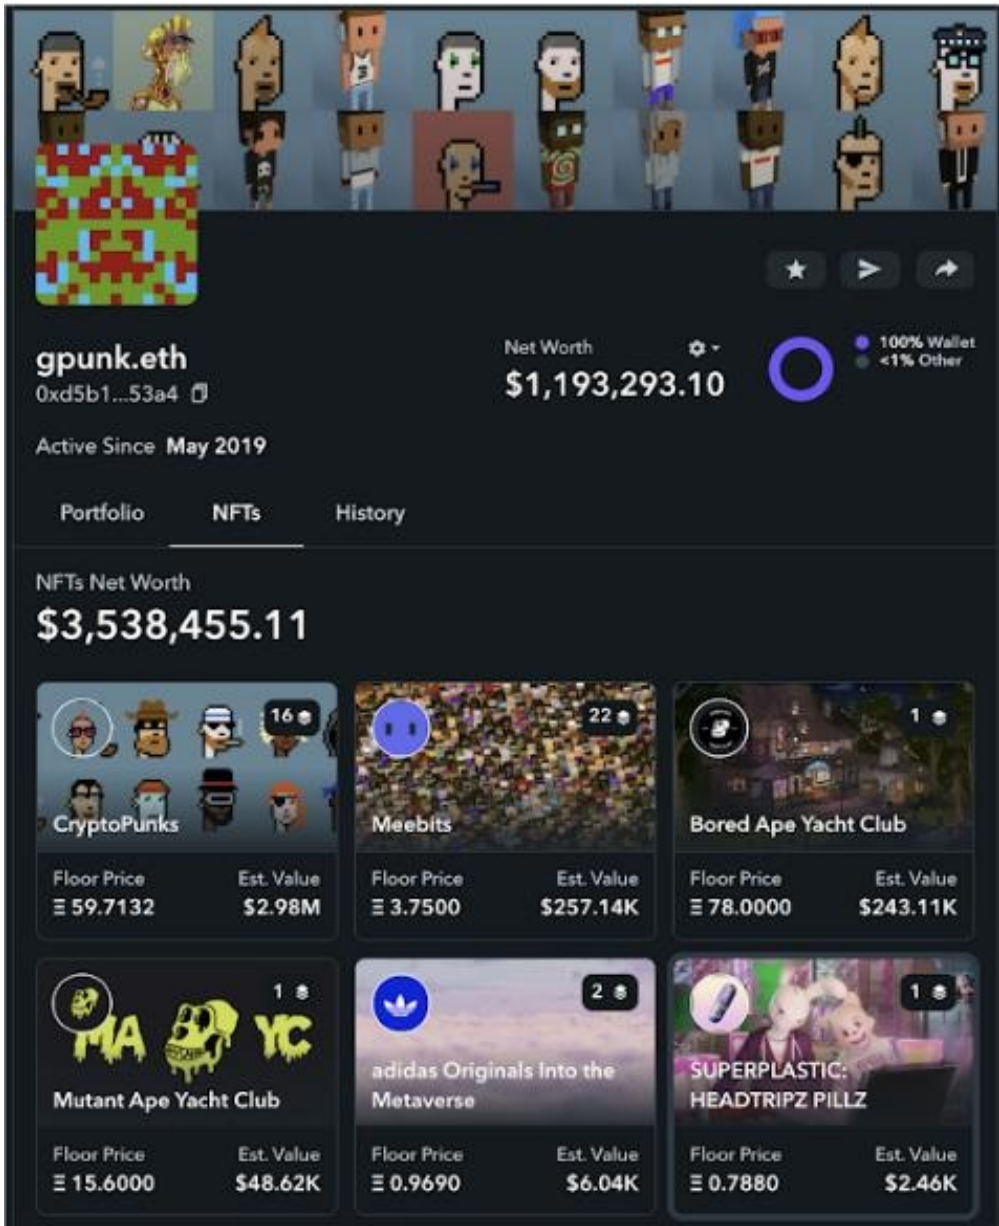 gpunk.eth
0xd5b1...53a4
Active Since May 2019
Net Worth
$1,193,293.10
100% Wallet
<1% Other
Portfolio NFTs History
NFTs Net Worth
$3,538,455.11
16
CryptoPunks
Floor Price Est. Value
Ξ 59.7132 $2.98M
22
Meebits
Floor Price Est. Value
Ξ 3.7500 $257.14K
1
Bored Ape Yacht Club
Floor Price Est. Value
Ξ 78.0000 $243.11K
1
MA YC
Mutant Ape Yacht Club
Floor Price Est. Value
Ξ 15.6000 $48.62K
2
adidas Originals Into the
Metaverse
Floor Price Est. Value
Ξ 0.9690 $6.04K
1
SUPERPLASTIC:
HEADTRIPZ PILLZ
Floor Price Est. Value
Ξ 0.7880 $2.46K